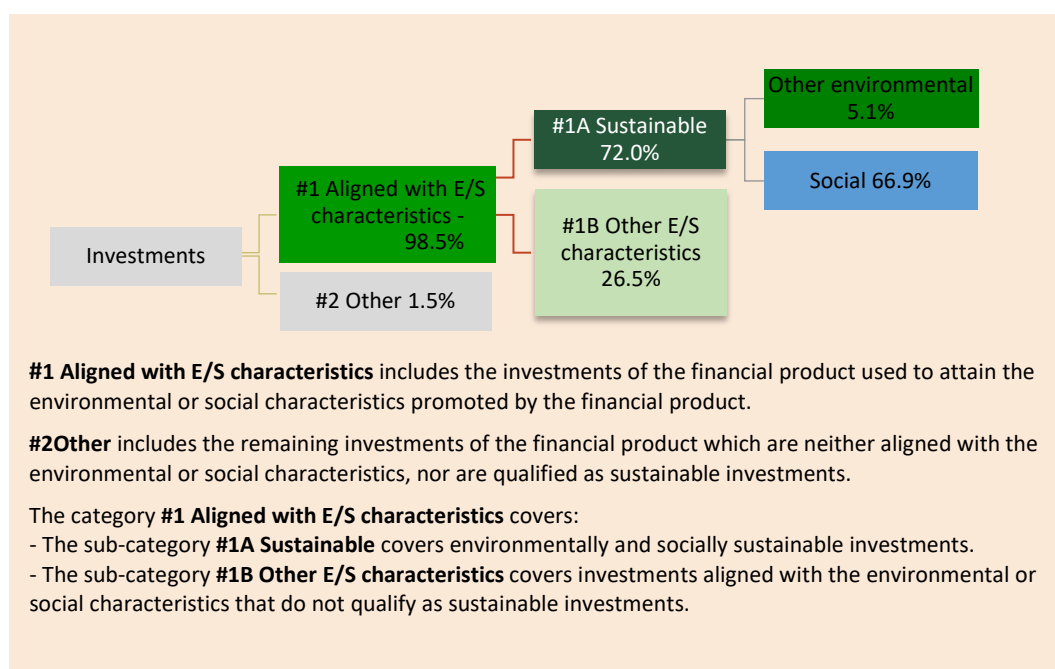 Investments
#1 Aligned with E/S
characteristics -
98.5%
#2 Other 1.5%
#1A Sustainable
72.0%
#1B Other E/S
characteristics
26.5%
Other environmental
5.1%
Social 66.9%
#1 Aligned with E/S characteristics includes the investments of the financial product used to attain the
environmental or social characteristics promoted by the financial product.
#2Other includes the remaining investments of the financial product which are neither aligned with the
environmental or social characteristics, nor are qualified as sustainable investments.
The category #1 Aligned with E/S characteristics covers:
- The sub-category #1A Sustainable covers environmentally and socially sustainable investments.
- The sub-category #1B Other E/S characteristics covers investments aligned with the environmental or
social characteristics that do not qualify as sustainable investments.